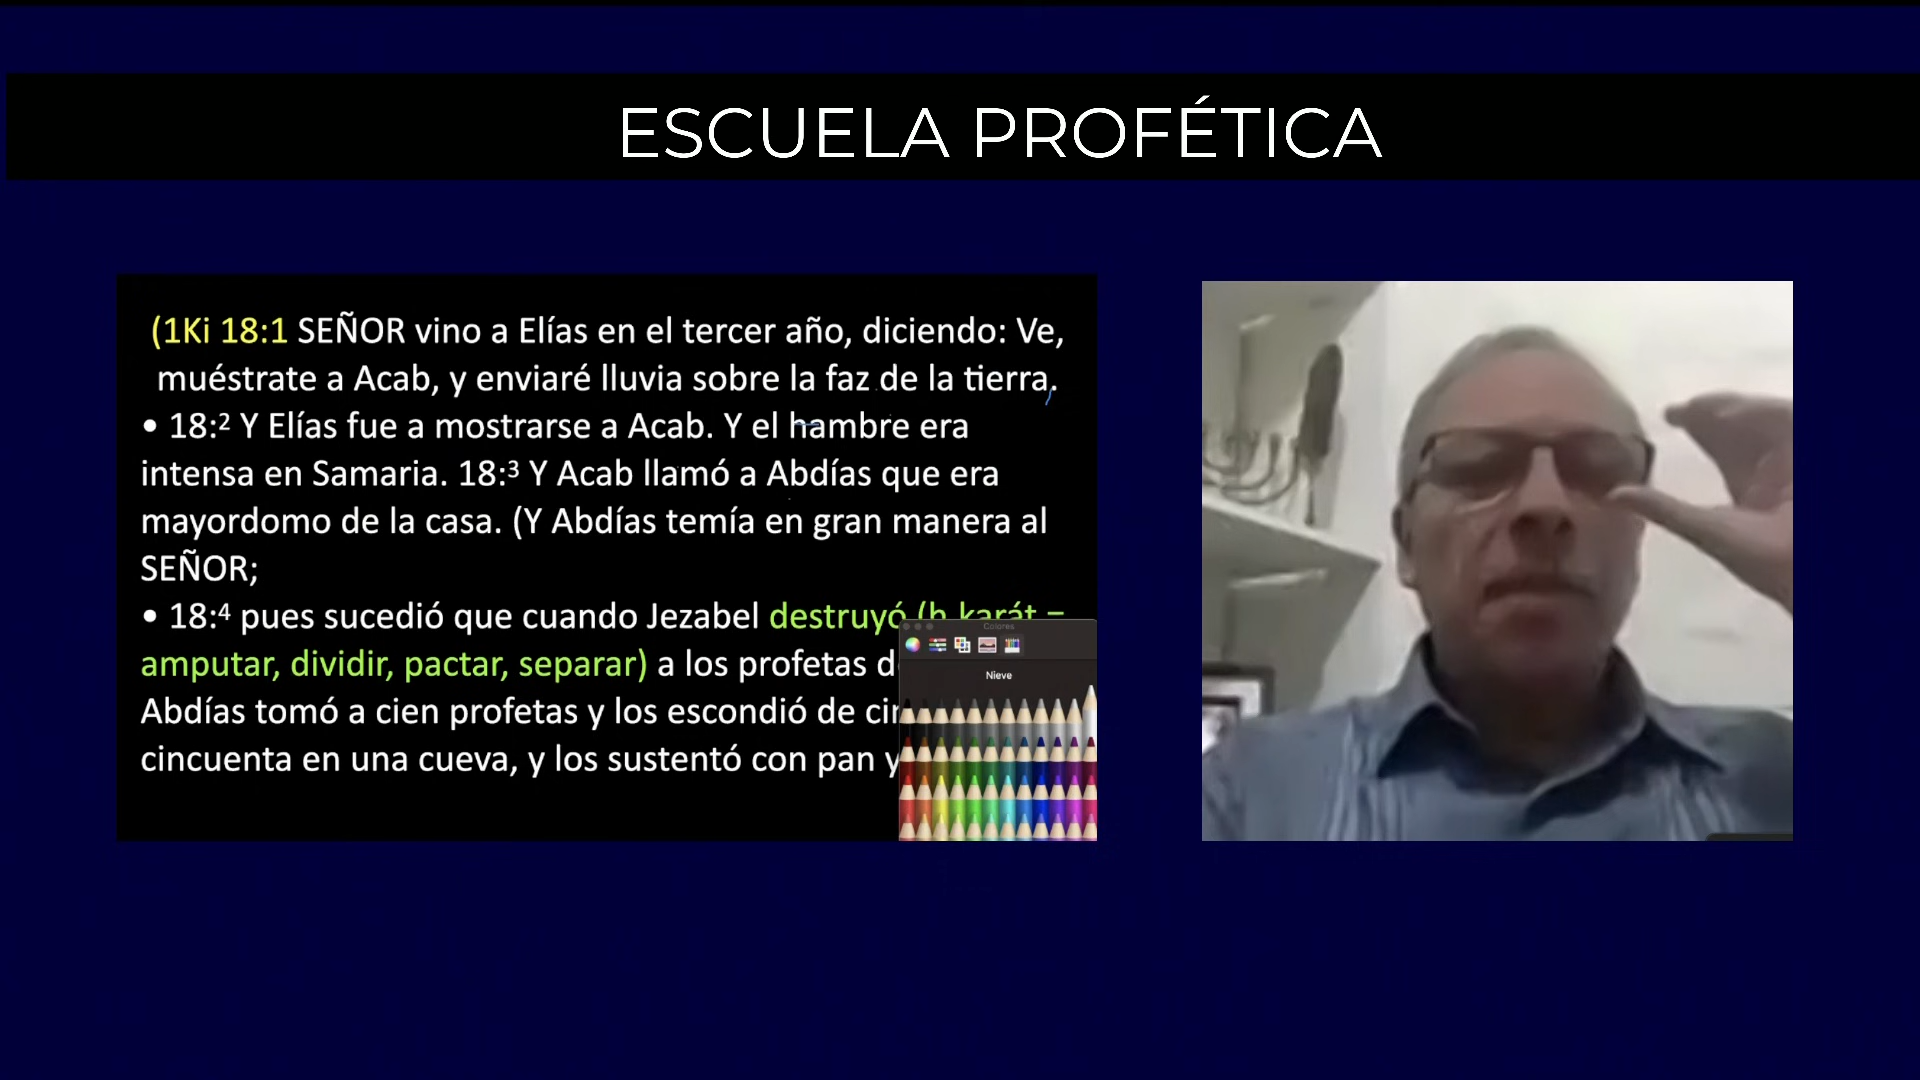 ESCUELA PROFÉTICA
(1Ki 18:1 SEÑOR vino a Elías en el tercer año, diciendo: Ve,
muéstrate a Acab, y enviaré lluvia sobre la faz de la tierra.
• 18:² Y Elías fue a mostrarse a Acab. Y el hambre era
intensa en Samaria. 18:³ Y Acab llamó a Abdías que era
mayordomo de la casa. (Y Abdías temía en gran manera al
SEÑOR;
• 18:⁴ pues sucedió que cuando Jezabel destruyó (h karát =
amputar, dividir, pactar, separar) a los profetas
Abdías tomó a cien profetas y los escondió de
cincuenta en una cueva, y los sustentó con pan y
Colores
Nieve